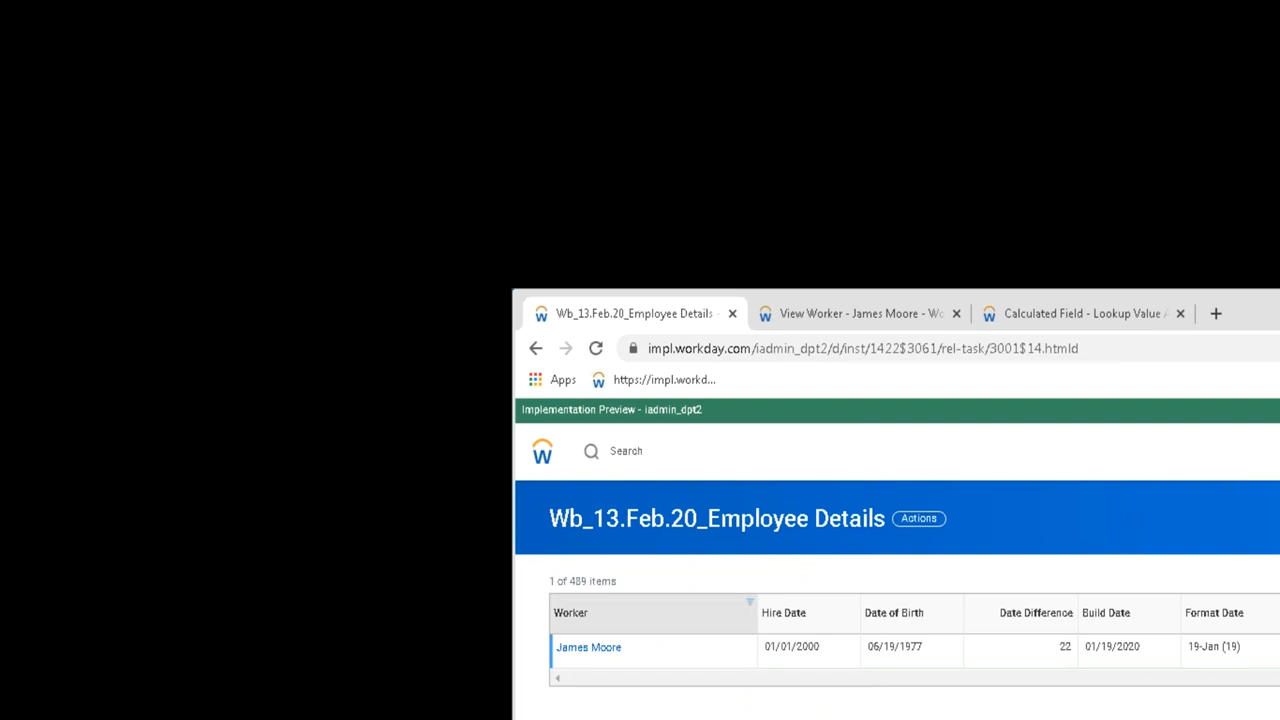 Wb_13.Feb.20_Employee Details - View Worker - James Moore - Wo Calculated Field - Lookup Value
impl.workday.com/iadmin_dpt2/d/inst/1422$3061/rel-task/3001$14.htmld
Apps https://impl.workd...
Implementation Preview - iadmin_dpt2
Search
Wb_13.Feb.20_Employee Details Actions
1 of 489 items
Worker Hire Date Date of Birth Date Difference Build Date Format Date
James Moore 01/01/2000 06/19/1977 22 01/19/2020 19-Jan (19)